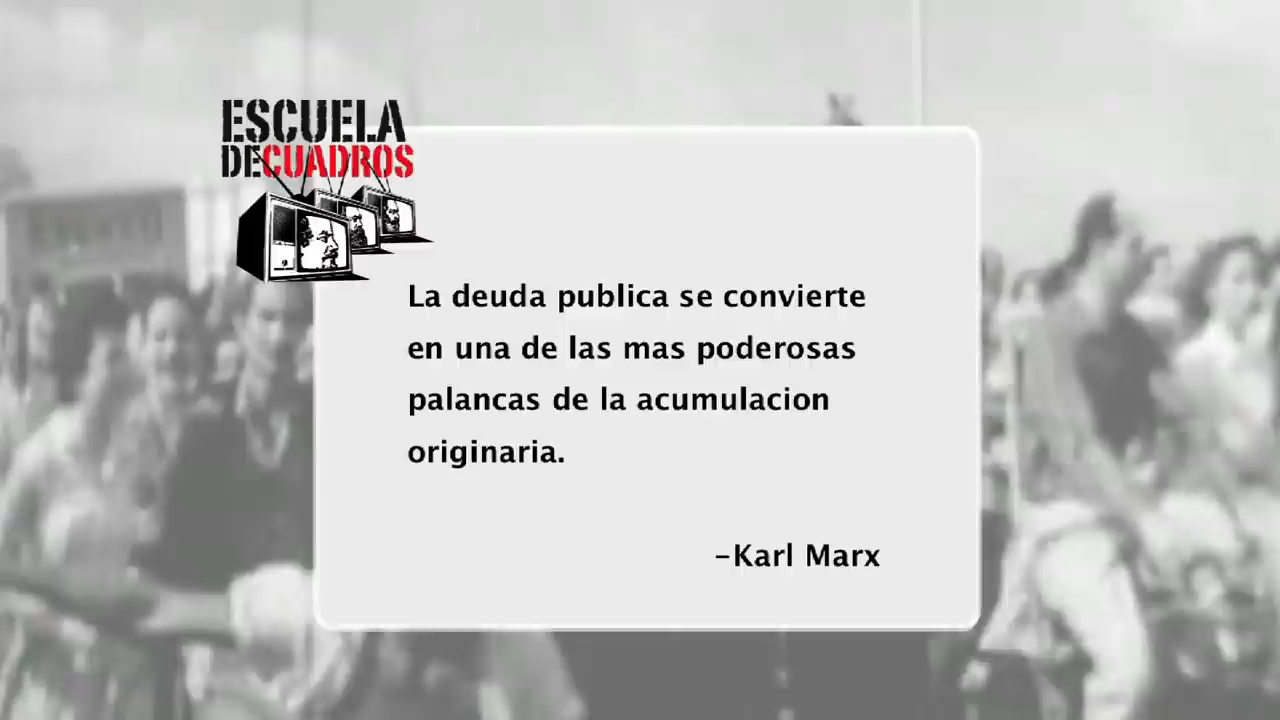 ESCUELA
DECUADROS
La deuda publica se convierte
en una de las mas poderosas
palancas de la acumulacion
originaria.
–Karl Marx